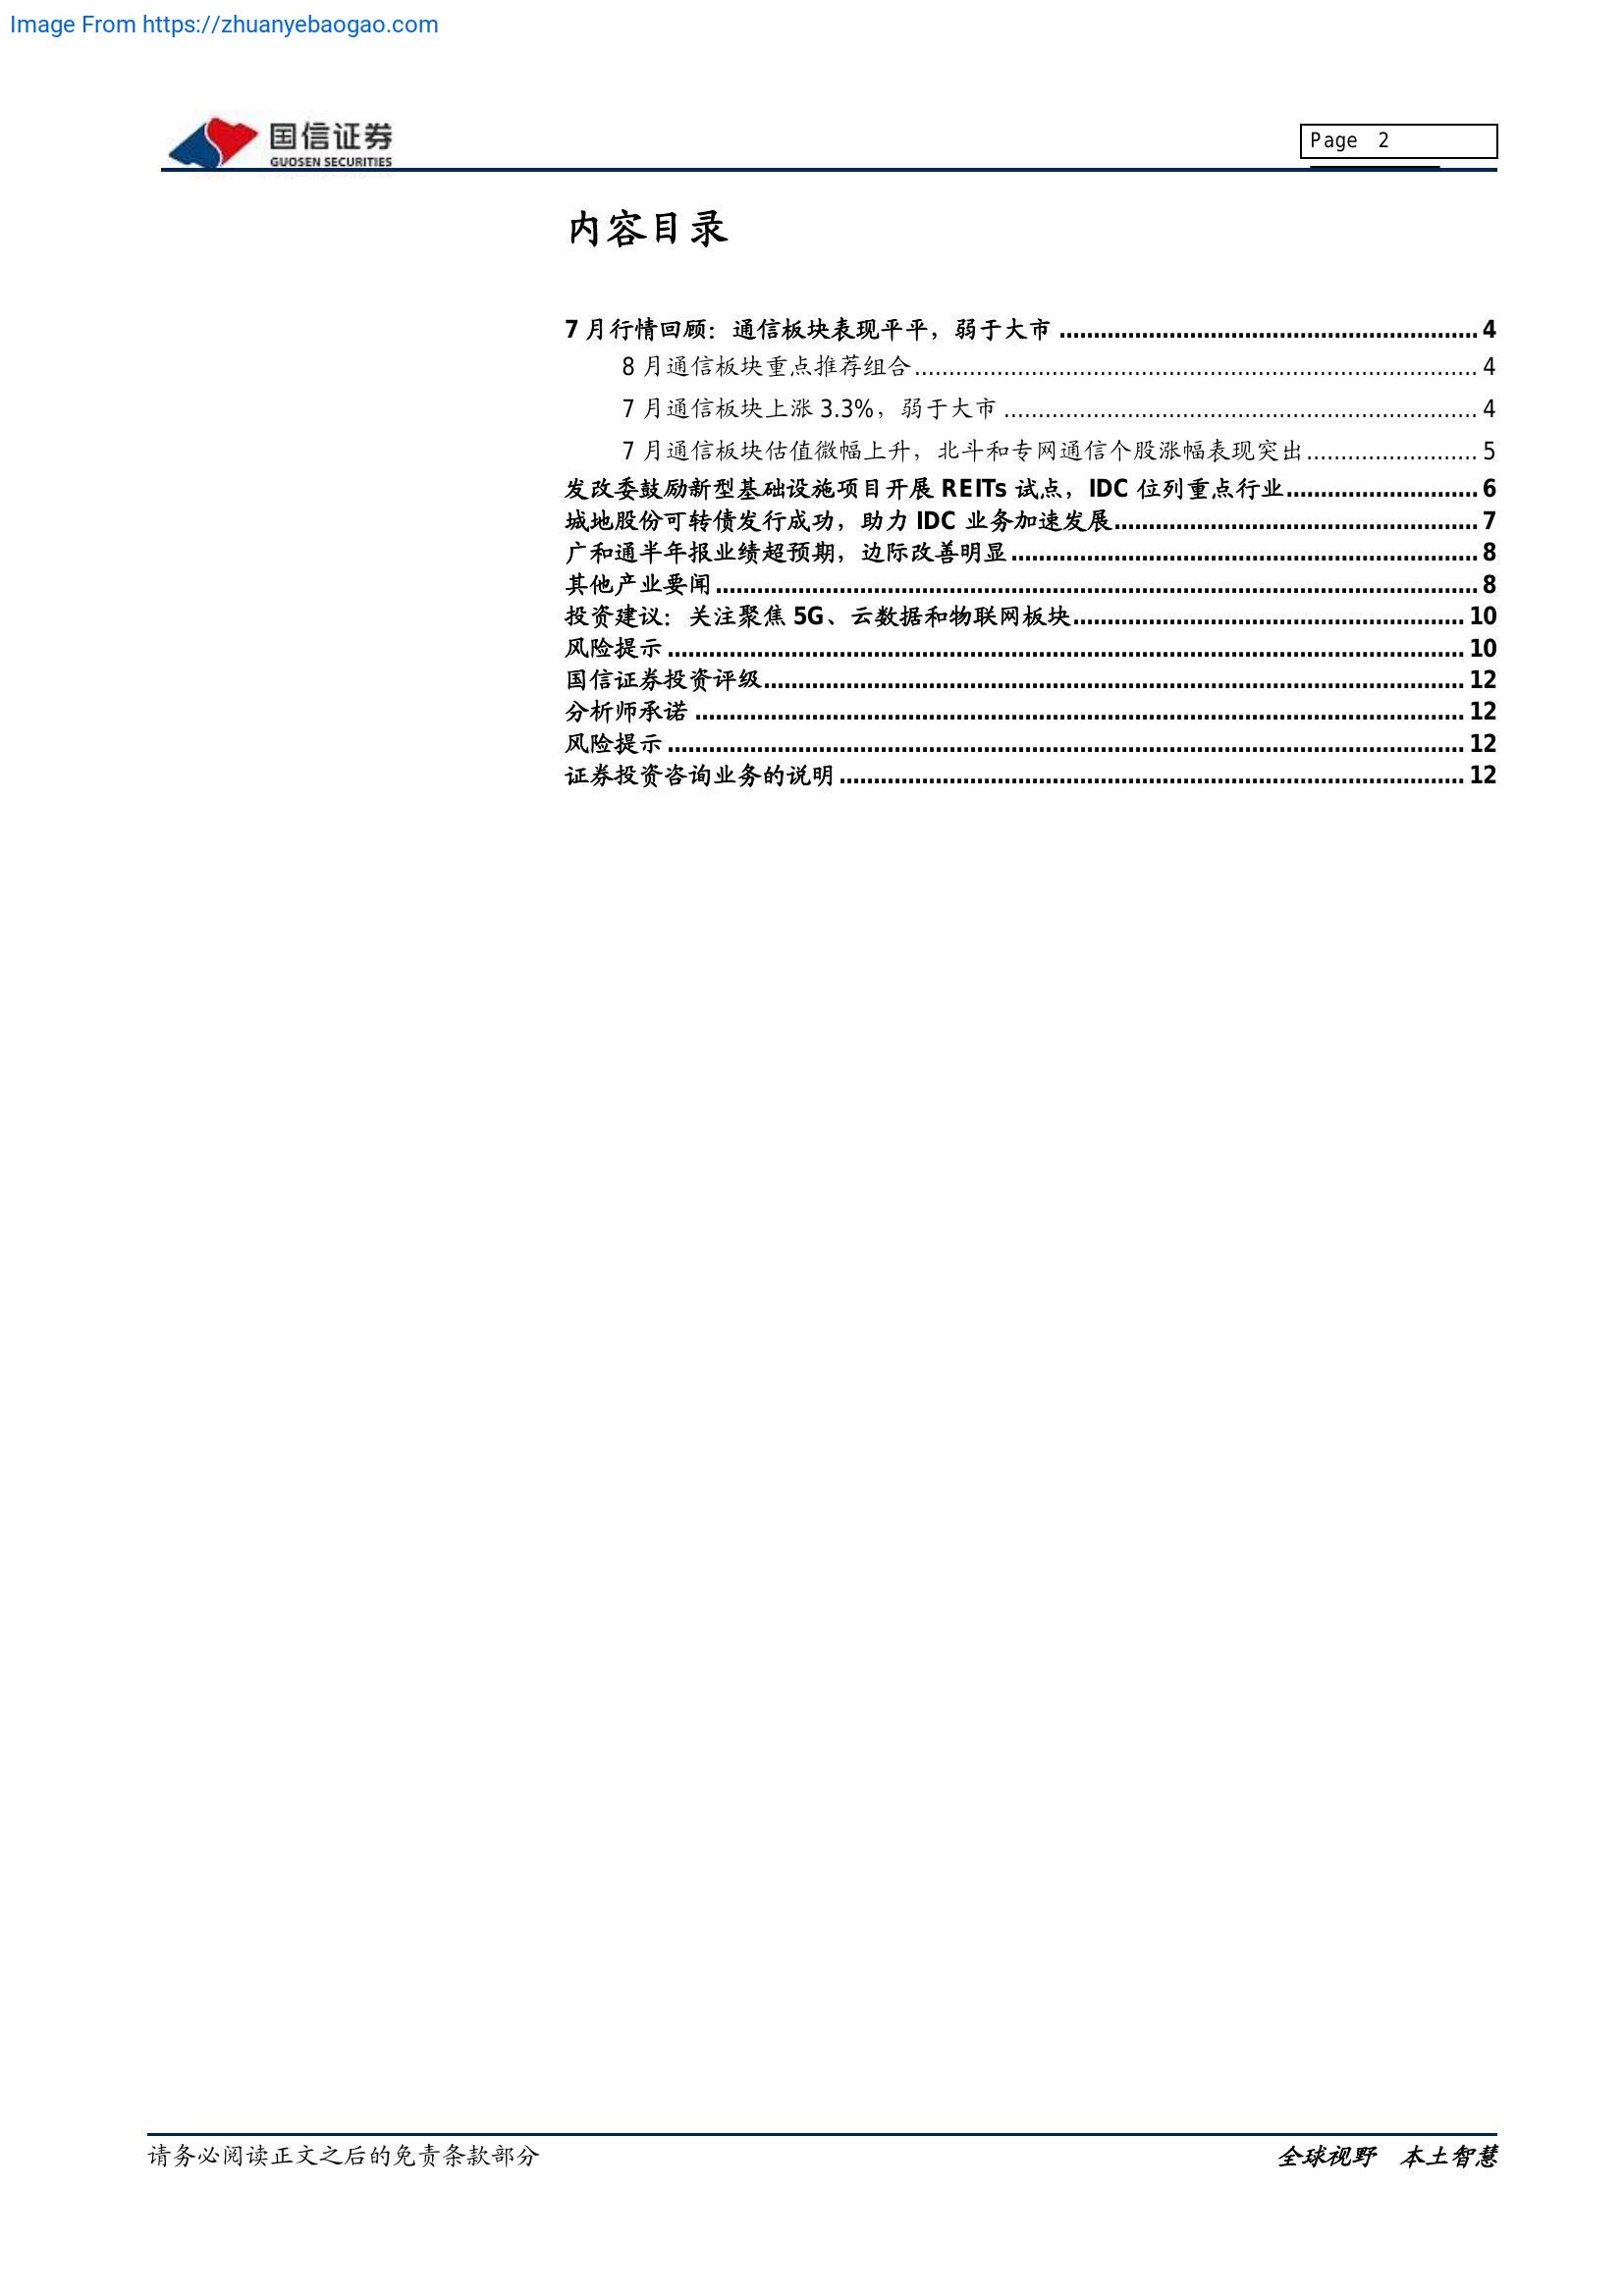 Image From https://zhuanyebaogao.com
国信证券
GUOSEN SECURITIES
Page 2
内容目录
7 月行情回顾：通信板块表现平平，弱于大市 ............................................................. 4
8 月通信板块重点推荐组合................................................................................... 4
7 月通信板块上涨 3.3%，弱于大市 ..................................................................... 4
7 月通信板块估值微幅上升，北斗和专网通信个股涨幅表现突出......................... 5
发改委鼓励新型基础设施项目开展 REITs 试点，IDC 位列重点行业............................ 6
城地股份可转债发行成功，助力 IDC 业务加速发展..................................................... 7
广和通半年报业绩超预期，边际改善明显.................................................................... 8
其他产业要闻............................................................................................................... 8
投资建议：关注聚焦 5G、云数据和物联网板块......................................................... 10
风险提示 .................................................................................................................... 10
国信证券投资评级...................................................................................................... 12
分析师承诺 ................................................................................................................ 12
风险提示 .................................................................................................................... 12
证券投资咨询业务的说明 ........................................................................................... 12
请务必阅读正文之后的免责条款部分
全球视野 本土智慧